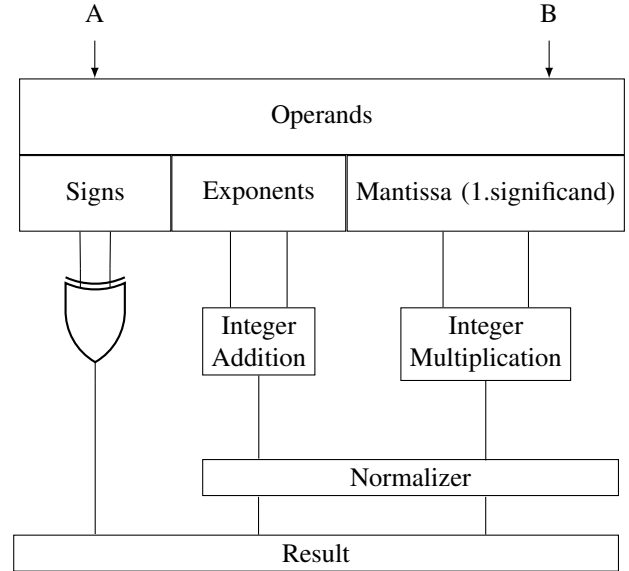 A B
Operands
Signs Exponents Mantissa (1.significand)
Integer Integer
Addition Multiplication
Normalizer
Result